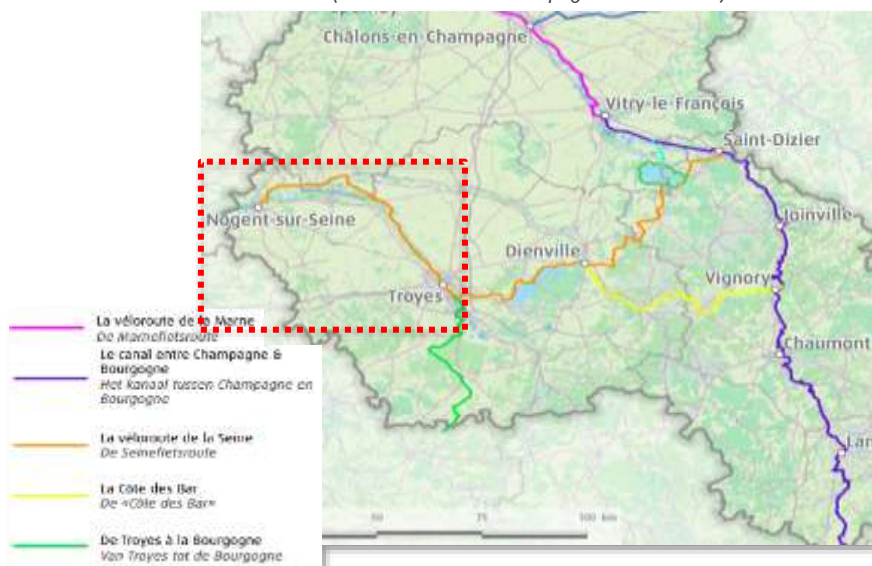 Châlons-en-Champagne
Vitry-le-François
Saint-Dizier
Joinville
Nogent-sur-Seine
Dienville
Vignory
Troyes
Chaumont
Lan
La véloroute de la Marne
De Marnefietsroute
Le canal entre Champagne &
Bourgogne
Het kanaal tussen Champagne en
Bourgogne
La véloroute de la Seine
De Seinefietsroute
La Côte des Bar
De «Côte des Bar»
De Troyes à la Bourgogne
Van Troyes tot de Bourgogne
50 75 100 km